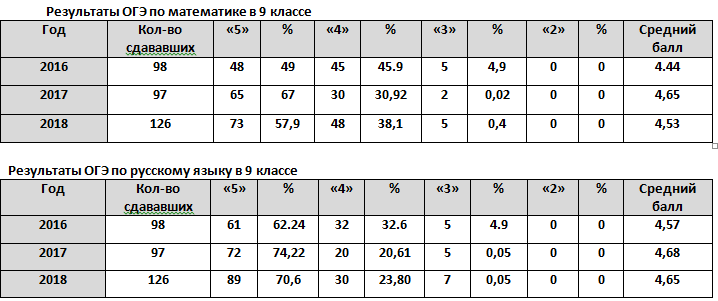 Результаты ОГЭ по математике в 9 классе
Год Кол-во сдававших «5» % «4» % «3» % «2» % Средний балл
2016 98 48 49 45 45.9 5 4,9 0 0 4.44
2017 97 65 67 30 30,92 2 0,02 0 0 4,65
2018 126 73 57,9 48 38,1 5 0,4 0 0 4,53
Результаты ОГЭ по русскому языку в 9 классе
Год Кол-во сдававших «5» % «4» % «3» % «2» % Средний балл
2016 98 61 62.24 32 32.6 5 4.9 0 0 4,57
2017 97 72 74,22 20 20,61 5 0,05 0 0 4,68
2018 126 89 70,6 30 23,80 7 0,05 0 0 4,65